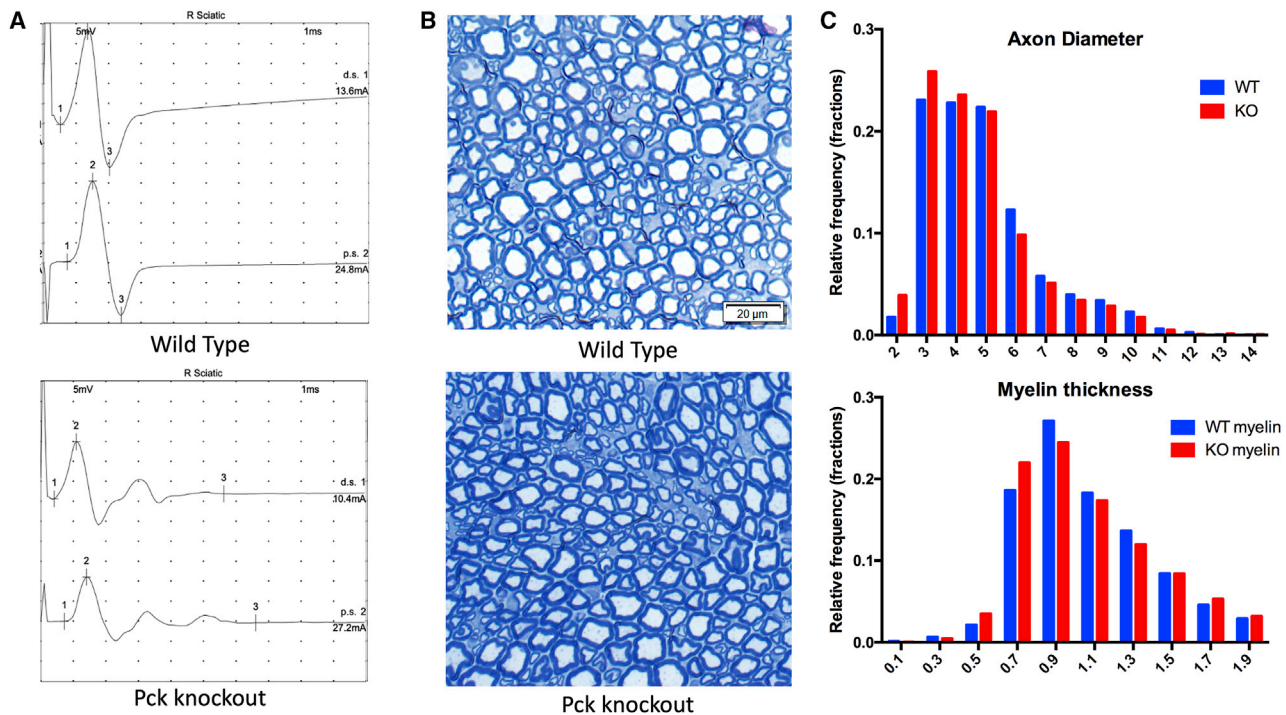 A
R Sciatic
5mV
1ms
d.s. 1
13.6mA
1
3
2
1
p.s. 2
24.8mA
3
Wild Type
R Sciatic
5mV
1ms
2
3
1
d.s. 1
10.4mA
2
1
3
p.s. 2
27.2mA
Pck knockout
B
20 µm
Wild Type
Pck knockout
C
Axon Diameter
Relative frequency (fractions)
0.3
0.2
0.1
0.0
WT
KO
2 3 4 5 6 7 8 9 10 11 12 13 14
Myelin thickness
Relative frequency (fractions)
0.3
0.2
0.1
0.0
WT myelin
KO myelin
0.1 0.3 0.5 0.7 0.9 1.1 1.3 1.5 1.7 1.9